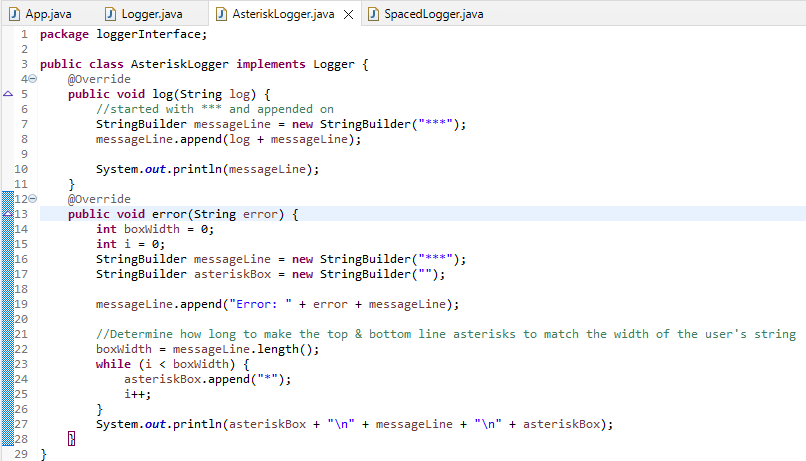 App.java Logger.java AsteriskLogger.java SpacedLogger.java
1 package loggerInterface;
2
3 public class AsteriskLogger implements Logger {
4 @Override
5 public void log(String log) {
6 //started with *** and appended on
7 StringBuilder messageLine = new StringBuilder("***");
8 messageLine.append(log + messageLine);
9
10 System.out.println(messageLine);
11 }
12 @Override
13 public void error(String error) {
14 int boxWidth = 0;
15 int i = 0;
16 StringBuilder messageLine = new StringBuilder("***");
17 StringBuilder asteriskBox = new StringBuilder("");
18
19 messageLine.append("Error: " + error + messageLine);
20
21 //Determine how long to make the top & bottom line asterisks to match the width of the user's string
22 boxWidth = messageLine.length();
23 while (i < boxWidth) {
24 asteriskBox.append("*");
25 i++;
26 }
27 System.out.println(asteriskBox + "\n" + messageLine + "\n" + asteriskBox);
28 }
29 }